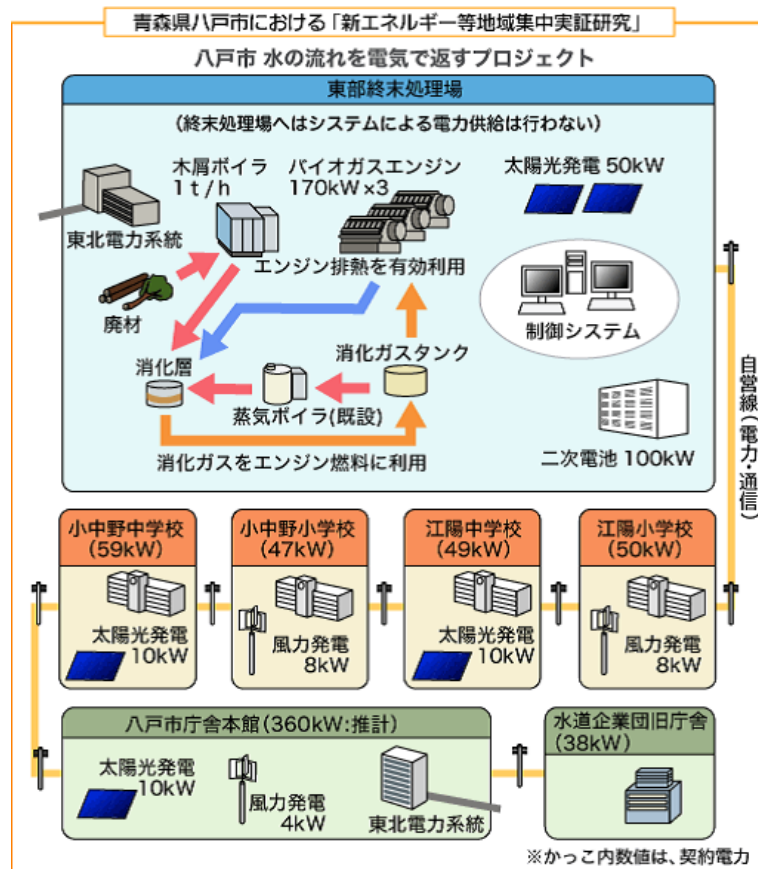 青森県八戸市における「新エネルギー等地域集中実証研究」
八戸市 水の流れを電気で返すプロジェクト
東部終末処理場
(終末処理場へはシステムによる電力供給は行わない)
木屑ボイラ
1t/h
バイオガスエンジン
170kW×3
太陽光発電 50kW
東北電力系統
エンジン排熱を有効利用
廃材
制御システム
消化層
消化ガスタンク
蒸気ボイラ(既設)
消化ガスをエンジン燃料に利用
二次電池 100kW
自営線(電力・通信)
小中野中学校
(59kW)
太陽光発電
10kW
小中野小学校
(47kW)
風力発電
8kW
江陽中学校
(49kW)
太陽光発電
10kW
江陽小学校
(50kW)
風力発電
8kW
八戸市庁舎本館(360kW:推計)
太陽光発電
10kW
風力発電
4kW
東北電力系統
水道企業団旧庁舎
(38kW)
※かっこ内数値は、契約電力